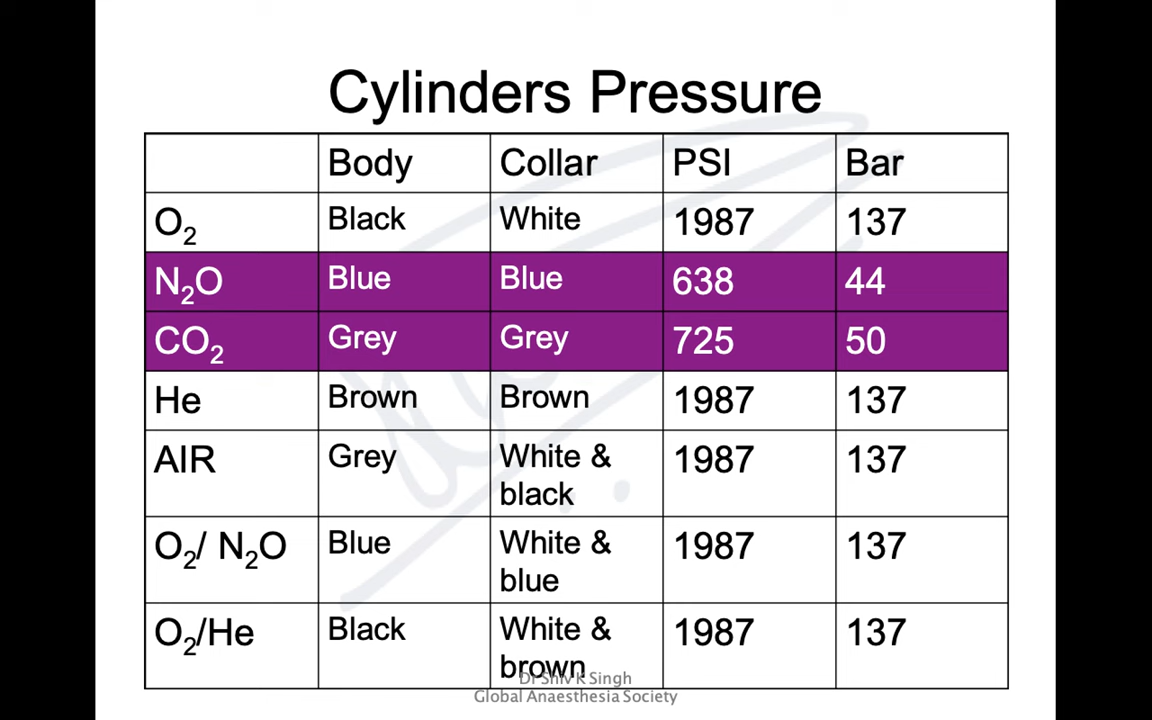 Cylinders Pressure
Body Collar PSI Bar
O₂ Black White 1987 137
N₂O Blue Blue 638 44
CO₂ Grey Grey 725 50
He Brown Brown 1987 137
AIR Grey White & black 1987 137
O₂/ N₂O Blue White & blue 1987 137
O₂/He Black White & brown 1987 137
Dr Shiv K Singh
Global Anaesthesia Society